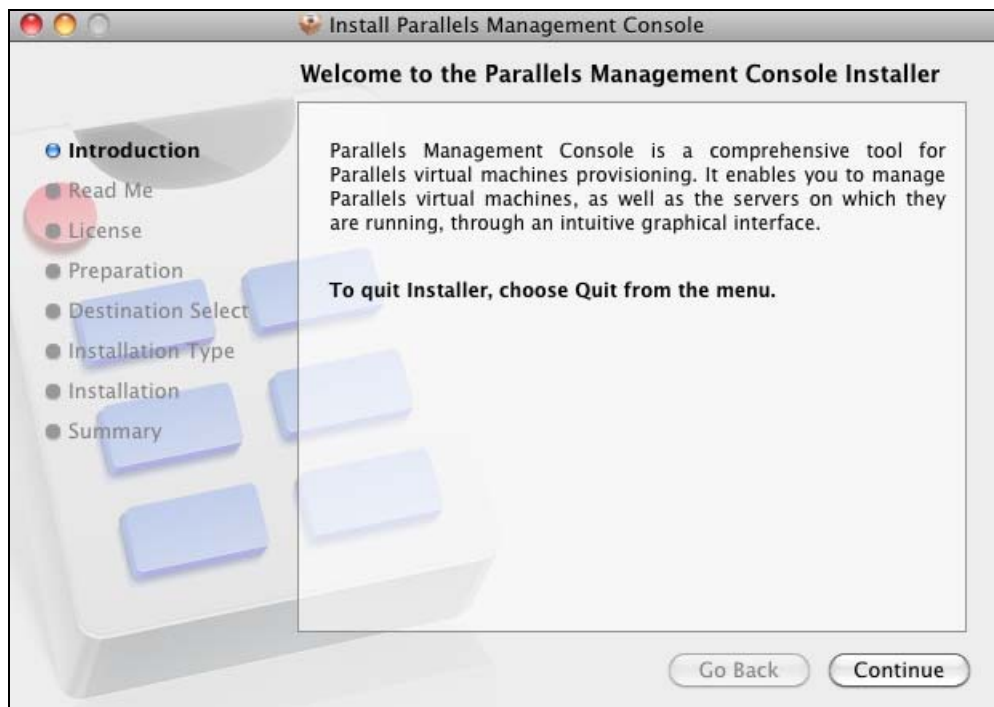 Install Parallels Management Console
Welcome to the Parallels Management Console Installer
Introduction
Read Me
License
Preparation
Destination Select
Installation Type
Installation
Summary
Parallels Management Console is a comprehensive tool for
Parallels virtual machines provisioning. It enables you to manage
Parallels virtual machines, as well as the servers on which they
are running, through an intuitive graphical interface.
To quit Installer, choose Quit from the menu.
Go Back
Continue